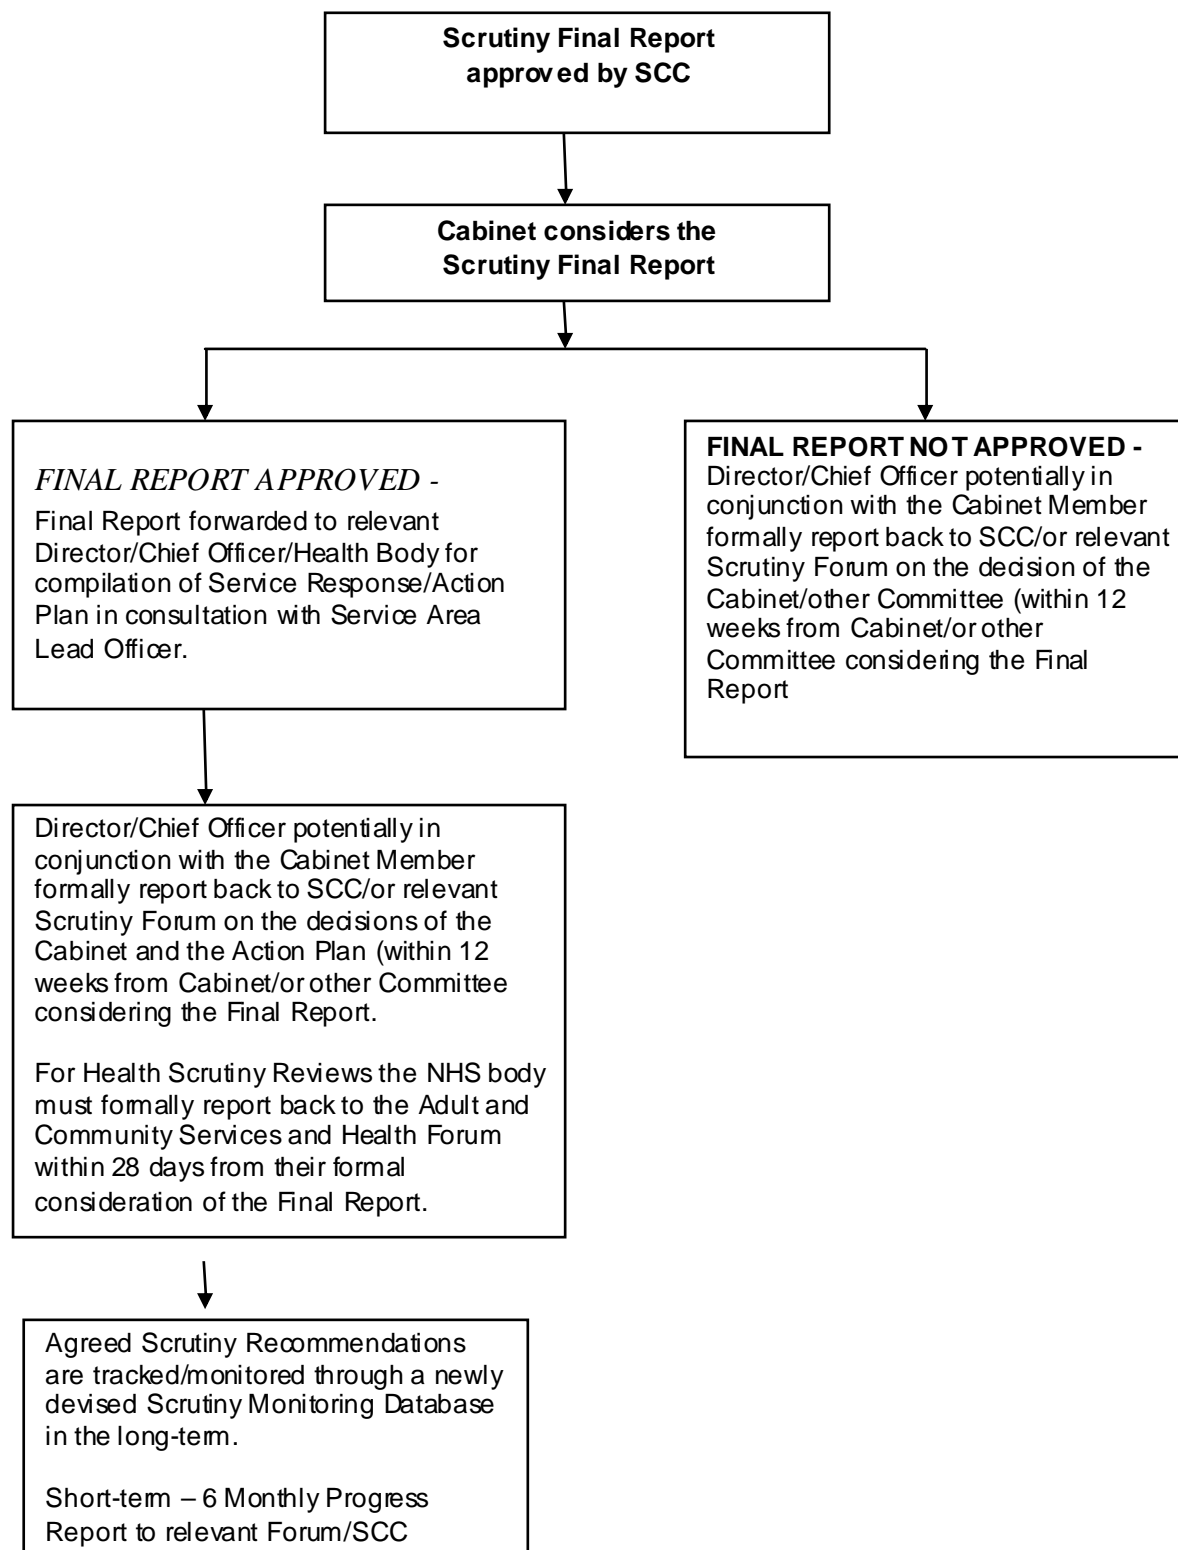 Scrutiny Final Report
approved by SCC
Cabinet considers the
Scrutiny Final Report
FINAL REPORT APPROVED -
Final Report forwarded to relevant
Director/Chief Officer/Health Body for
compilation of Service Response/Action
Plan in consultation with Service Area
Lead Officer.
FINAL REPORT NOT APPROVED -
Director/Chief Officer potentially in
conjunction with the Cabinet Member
formally report back to SCC/or relevant
Scrutiny Forum on the decision of the
Cabinet/other Committee (within 12
weeks from Cabinet/or other
Committee considering the Final
Report
Director/Chief Officer potentially in
conjunction with the Cabinet Member
formally report back to SCC/or relevant
Scrutiny Forum on the decisions of the
Cabinet and the Action Plan (within 12
weeks from Cabinet/or other Committee
considering the Final Report.
For Health Scrutiny Reviews the NHS body
must formally report back to the Adult and
Community Services and Health Forum
within 28 days from their formal
consideration of the Final Report.
Agreed Scrutiny Recommendations
are tracked/monitored through a newly
devised Scrutiny Monitoring Database
in the long-term.
Short-term – 6 Monthly Progress
Report to relevant Forum/SCC